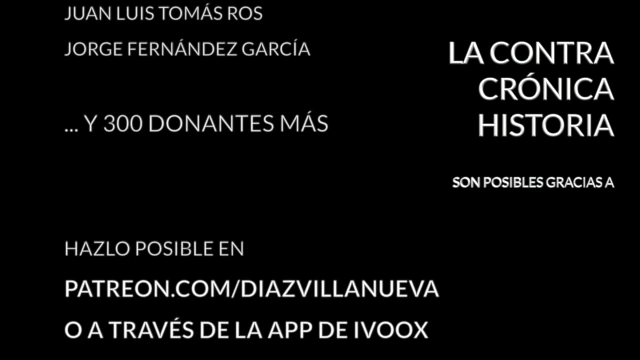 JUAN LUIS TOMÁS ROS
JORGE FERNÁNDEZ GARCÍA
... Y 300 DONANTES MÁS
LA CONTRA
CRÓNICA
HISTORIA
SON POSIBLES GRACIAS A
HAZLO POSIBLE EN
PATREON.COM/DIAZVILLANUEVA
O A TRAVÉS DE LA APP DE IVOOX